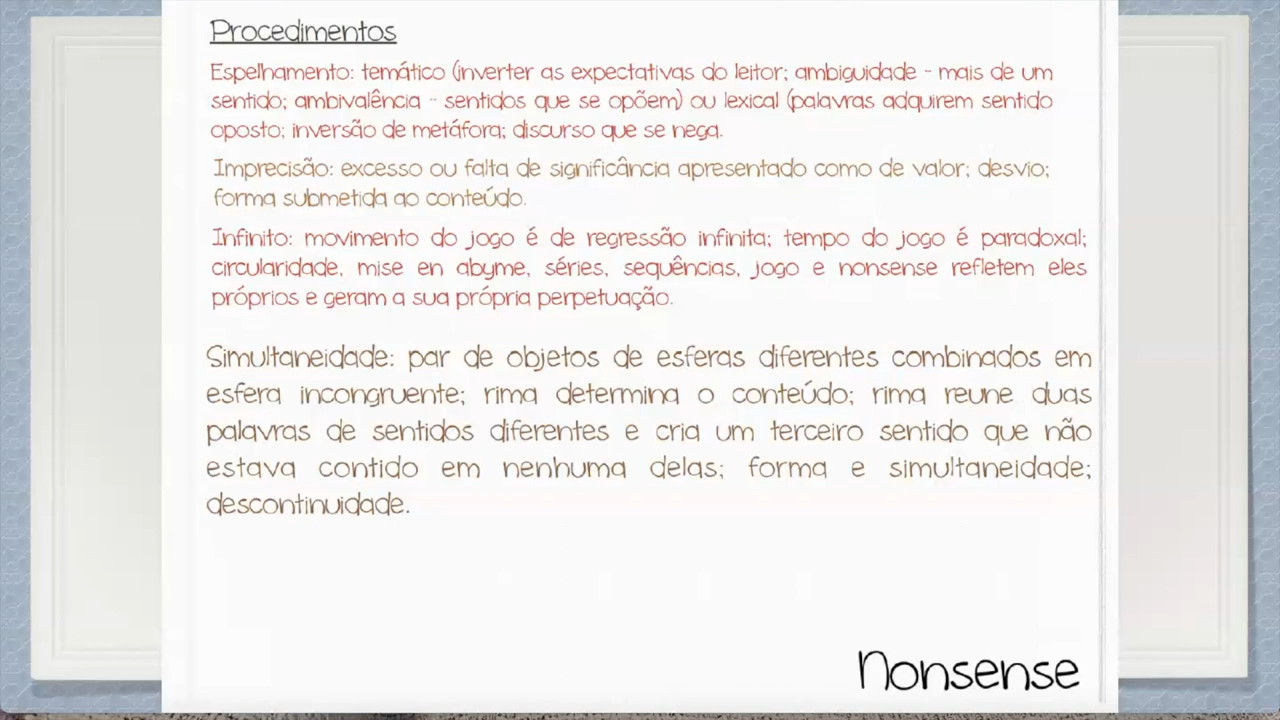 Procedimentos
Espelhamento: temático (inverter as expectativas do leitor; ambiguidade - mais de um
sentido; ambivalência - sentidos que se opõem) ou lexical (palavras adquirem sentido
oposto; inversão de metáfora; discurso que se nega.
Imprecisão: excesso ou falta de significância apresentado como de valor; desvio;
forma submetida ao conteúdo.
Infinito: movimento do jogo é de regressão infinita; tempo do jogo é paradoxal;
circularidade, mise en abyme, séries, sequências, jogo e nonsense refletem eles
próprios e geram a sua própria perpetuação.
Simultaneidade: par de objetos de esferas diferentes combinados em
esfera incongruente; rima determina o conteúdo; rima reune duas
palavras de sentidos diferentes e cria um terceiro sentido que não
estava contido em nenhuma delas; forma e simultaneidade;
descontinuidade.
Nonsense